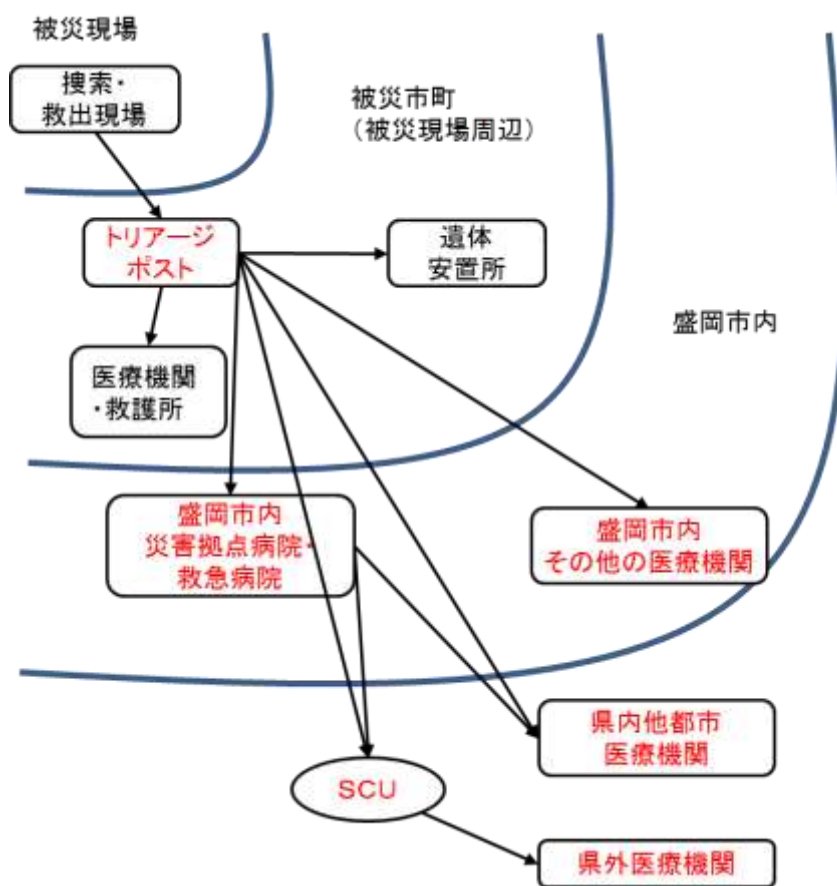 被災現場
捜索・
救出現場
被災市町
（被災現場周辺）
トリアージ
ポスト
遺体
安置所
盛岡市内
医療機関
・救護所
盛岡市内
災害拠点病院・
救急病院
盛岡市内
その他の医療機関
県内他都市
医療機関
SCU
県外医療機関